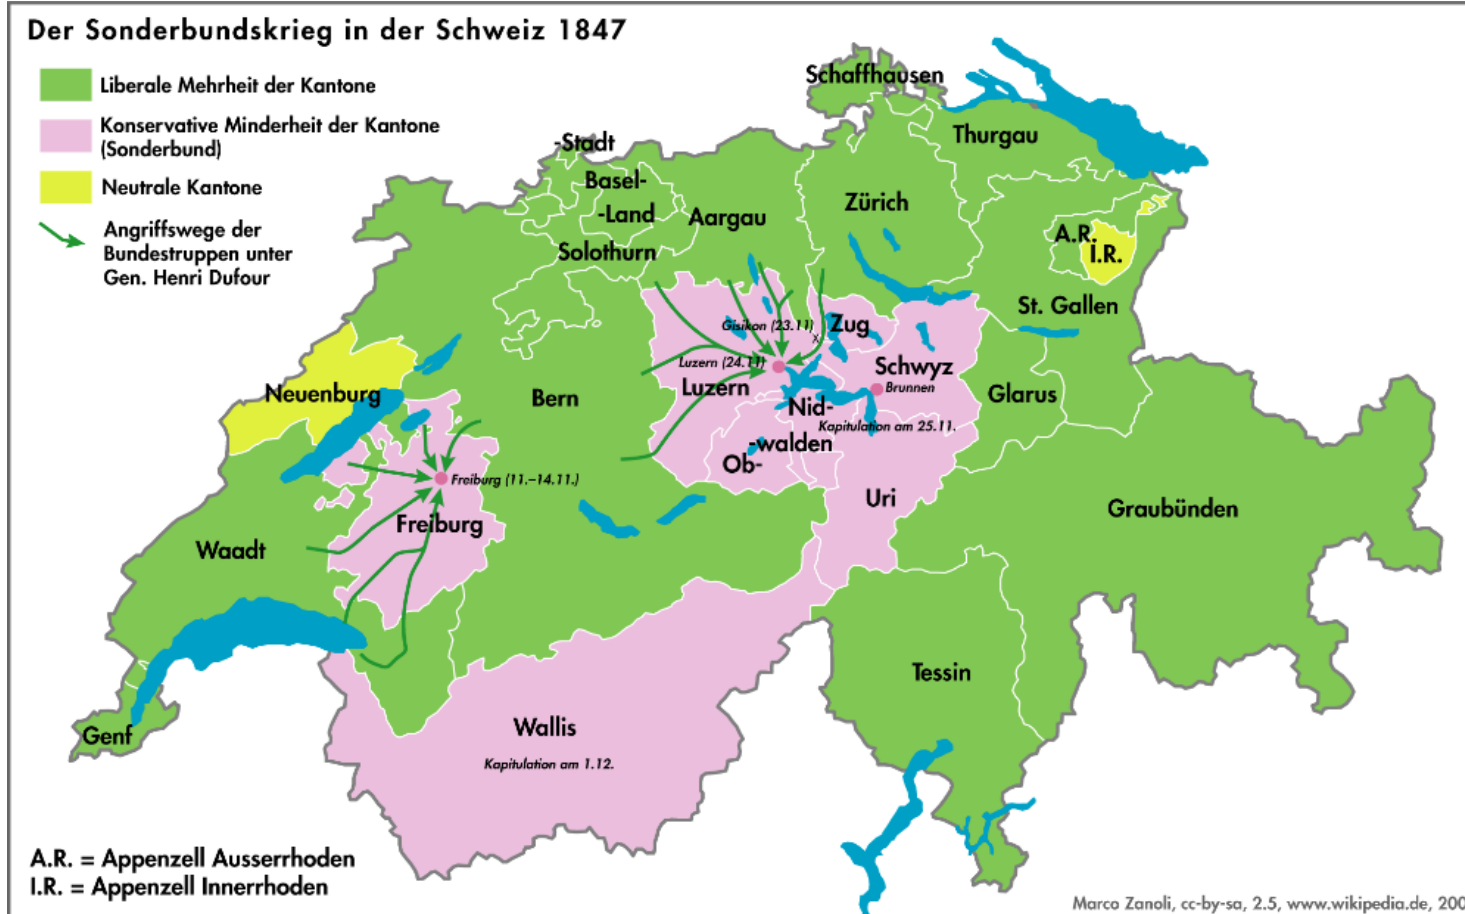 Der Sonderbundskrieg in der Schweiz 1847
Liberale Mehrheit der Kantone
Konservative Minderheit der Kantone
(Sonderbund)
Neutrale Kantone
Angriffswege der
Bundestruppen unter
Gen. Henri Dufour
Schaffhausen
Thurgau
-Stadt
Basel-
-Land
Aargau
Zürich
Solothurn
A.R.
I.R.
St. Gallen
Gisikon (23.11)
x
Zug
Luzern (24.11)
Luzern
Schwyz
Brunnen
Neuenburg
Bern
Glarus
Nid-
Kapitulation am 25.11.
-walden
Ob-
Freiburg (11.–14.11.)
Uri
Graubünden
Freiburg
Waadt
Tessin
Wallis
Kapitulation am 1.12.
Genf
A.R. = Appenzell Ausserrhoden
I.R. = Appenzell Innerrhoden
Marco Zanoli, cc-by-sa, 2.5, www.wikipedia.de, 200